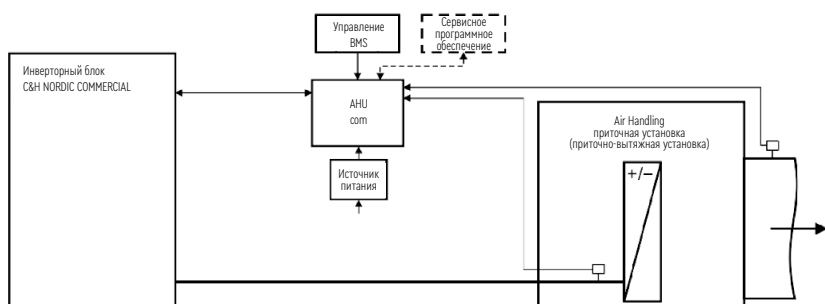 Управление
BMS
Сервисное
программное
обеспечение
Инверторный блок
C&H NORDIC COMMERCIAL
AHU
com
Air Handling
приточная установка
(приточно-вытяжная установка)
Источник
питания
+/−